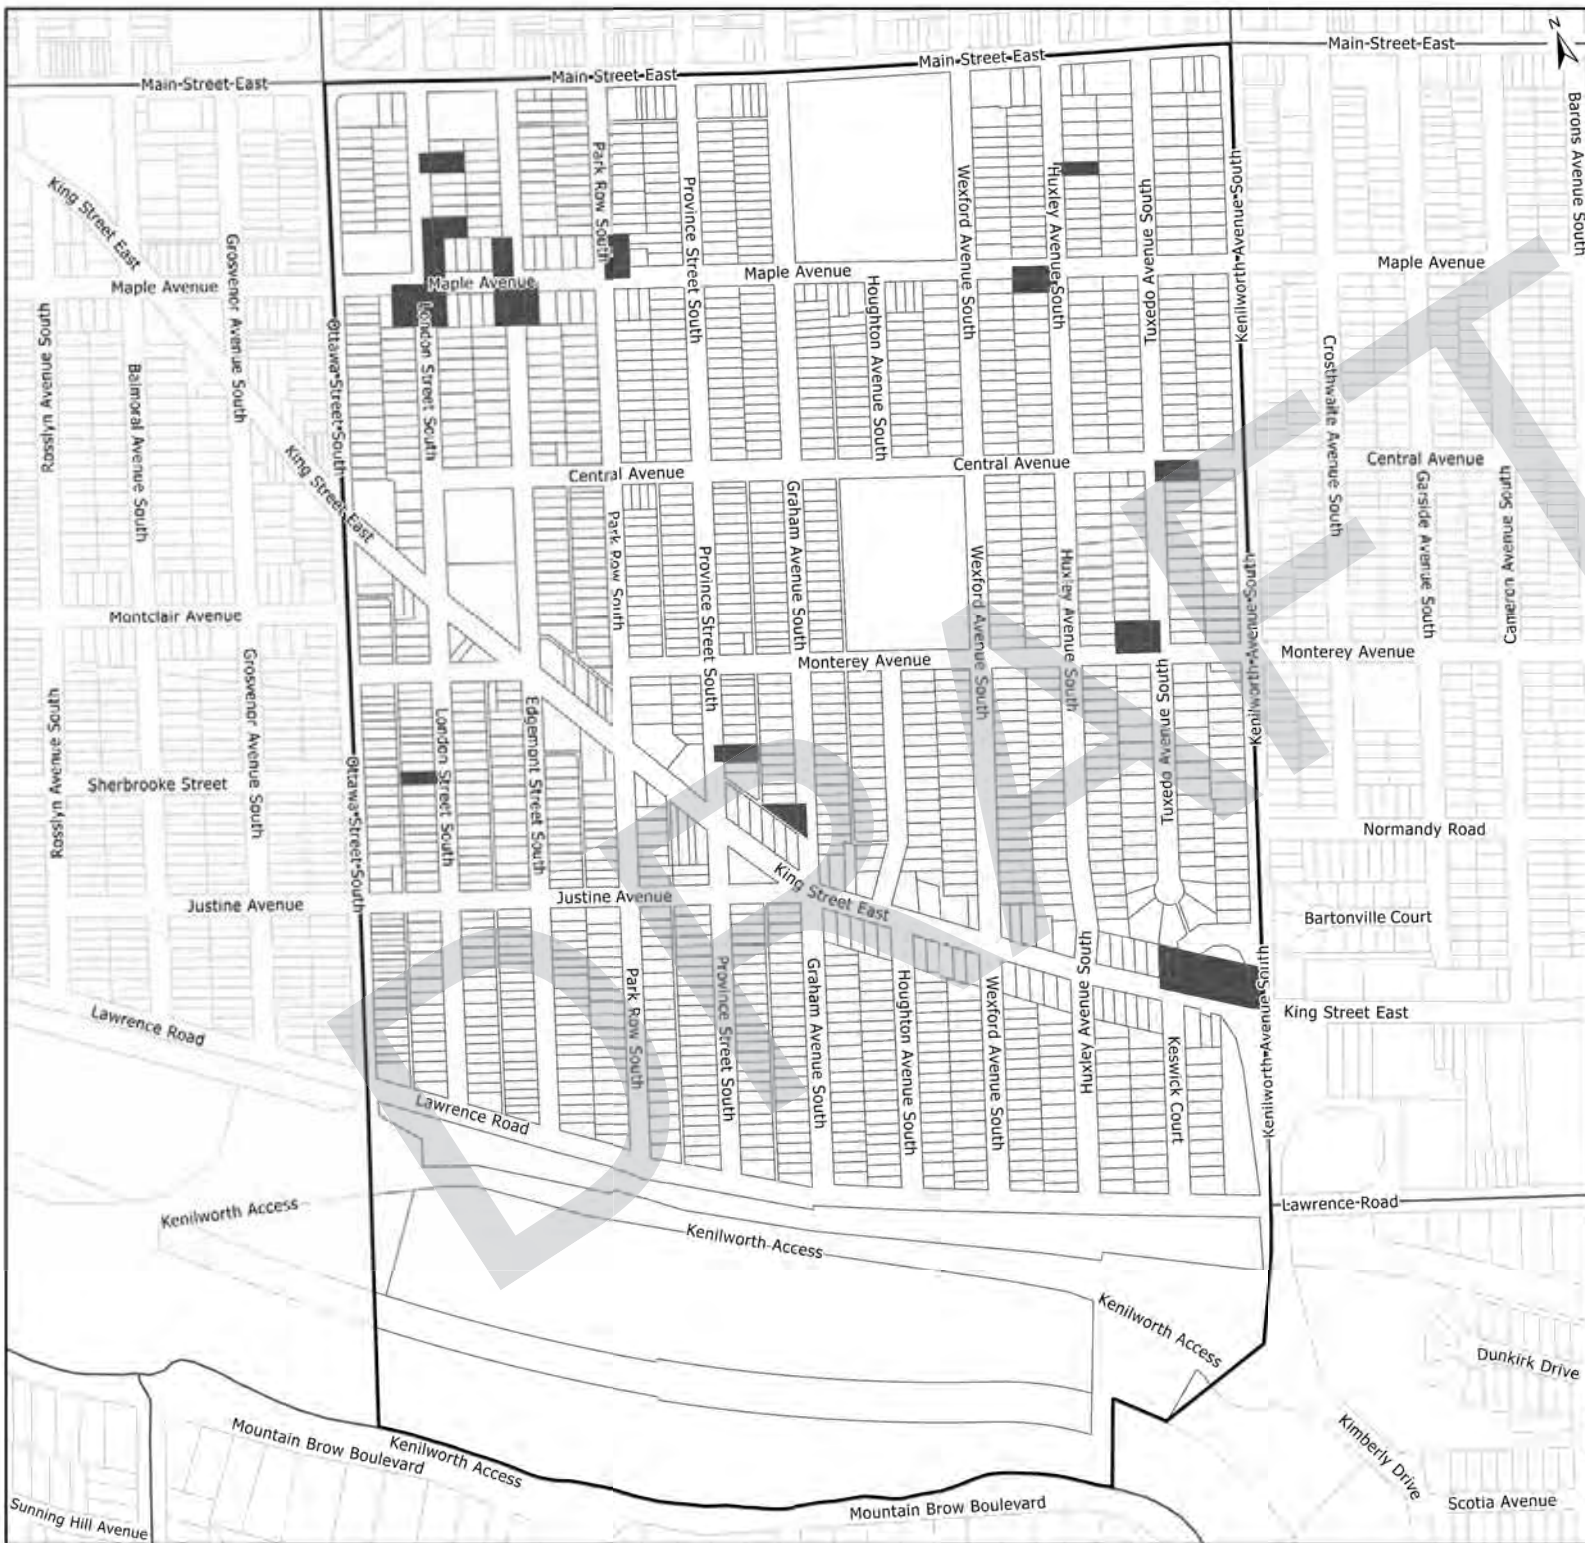 Main Street East
Main Street East
Main Street East
Main Street East
Z
Barons Avenue South
King Street East
Park Row South
Province Street South
Wexford Avenue South
Huxley Avenue South
Tuxedo Avenue South
Kenilworth Avenue South
Grosvenor Avenue South
Maple Avenue
Maple Avenue
Maple Avenue
Maple Avenue
Rosslyn Avenue South
Balmoral Avenue South
Ottawa Street South
London Street South
Houghton Avenue South
Crosthwaite Avenue South
King Street East
Central Avenue
Central Avenue
Central Avenue
Garside Avenue South
Cameron Avenue South
Park Row South
Province Street South
Graham Avenue South
Wexford Avenue South
Huxley Avenue South
Kenilworth Avenue South
Montclair Avenue
Monterey Avenue
Monterey Avenue
Rosslyn Avenue South
Grosvenor Avenue South
Ottawa Street South
London Street South
Edgemont Street South
Tuxedo Avenue South
Sherbrooke Street
Normandy Road
Justine Avenue
Justine Avenue
King Street East
Bartonville Court
Park Row South
Province Street South
Graham Avenue South
Houghton Avenue South
Wexford Avenue South
Huxley Avenue South
Keswick Court
Kenilworth Avenue South
King Street East
Lawrence Road
Lawrence Road
Lawrence Road
Kenilworth Access
Kenilworth Access
Kenilworth Access
Dunkirk Drive
Mountain Brow Boulevard
Kenilworth Access
Kimberly Drive
Sunning Hill Avenue
Mountain Brow Boulevard
Scotia Avenue
DRAFT